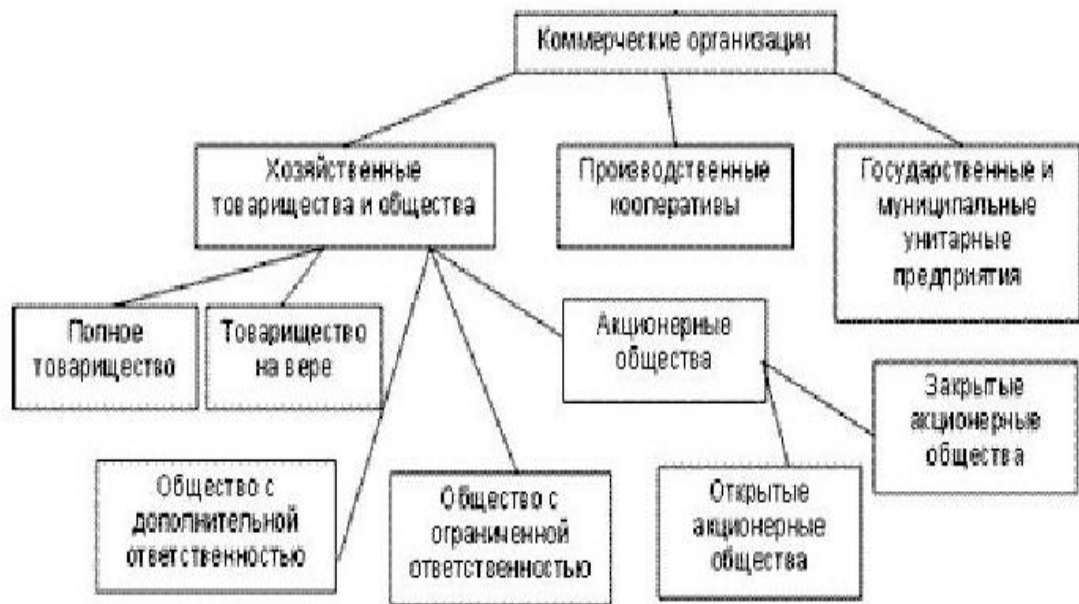 Коммерческие организации
Хозяйственные
товарищества и общества
Производственные
кооперативы
Государственные и
муниципальные
унитарные
предприятия
Полное
товарищество
Товарищество
на вере
Акционерные
общества
Закрытые
акционерные
общества
Общество с
дополнительной
ответственностью
Общество с
ограниченной
ответственностью
Открытые
акционерные
общества